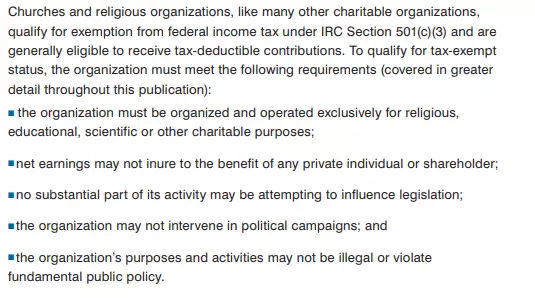 Churches and religious organizations, like many other charitable organizations,
qualify for exemption from federal income tax under IRC Section 501(c)(3) and are
generally eligible to receive tax-deductible contributions. To qualify for tax-exempt
status, the organization must meet the following requirements (covered in greater
detail throughout this publication):
■ the organization must be organized and operated exclusively for religious,
educational, scientific or other charitable purposes;
■ net earnings may not inure to the benefit of any private individual or shareholder;
■ no substantial part of its activity may be attempting to influence legislation;
■ the organization may not intervene in political campaigns; and
■ the organization’s purposes and activities may not be illegal or violate
fundamental public policy.